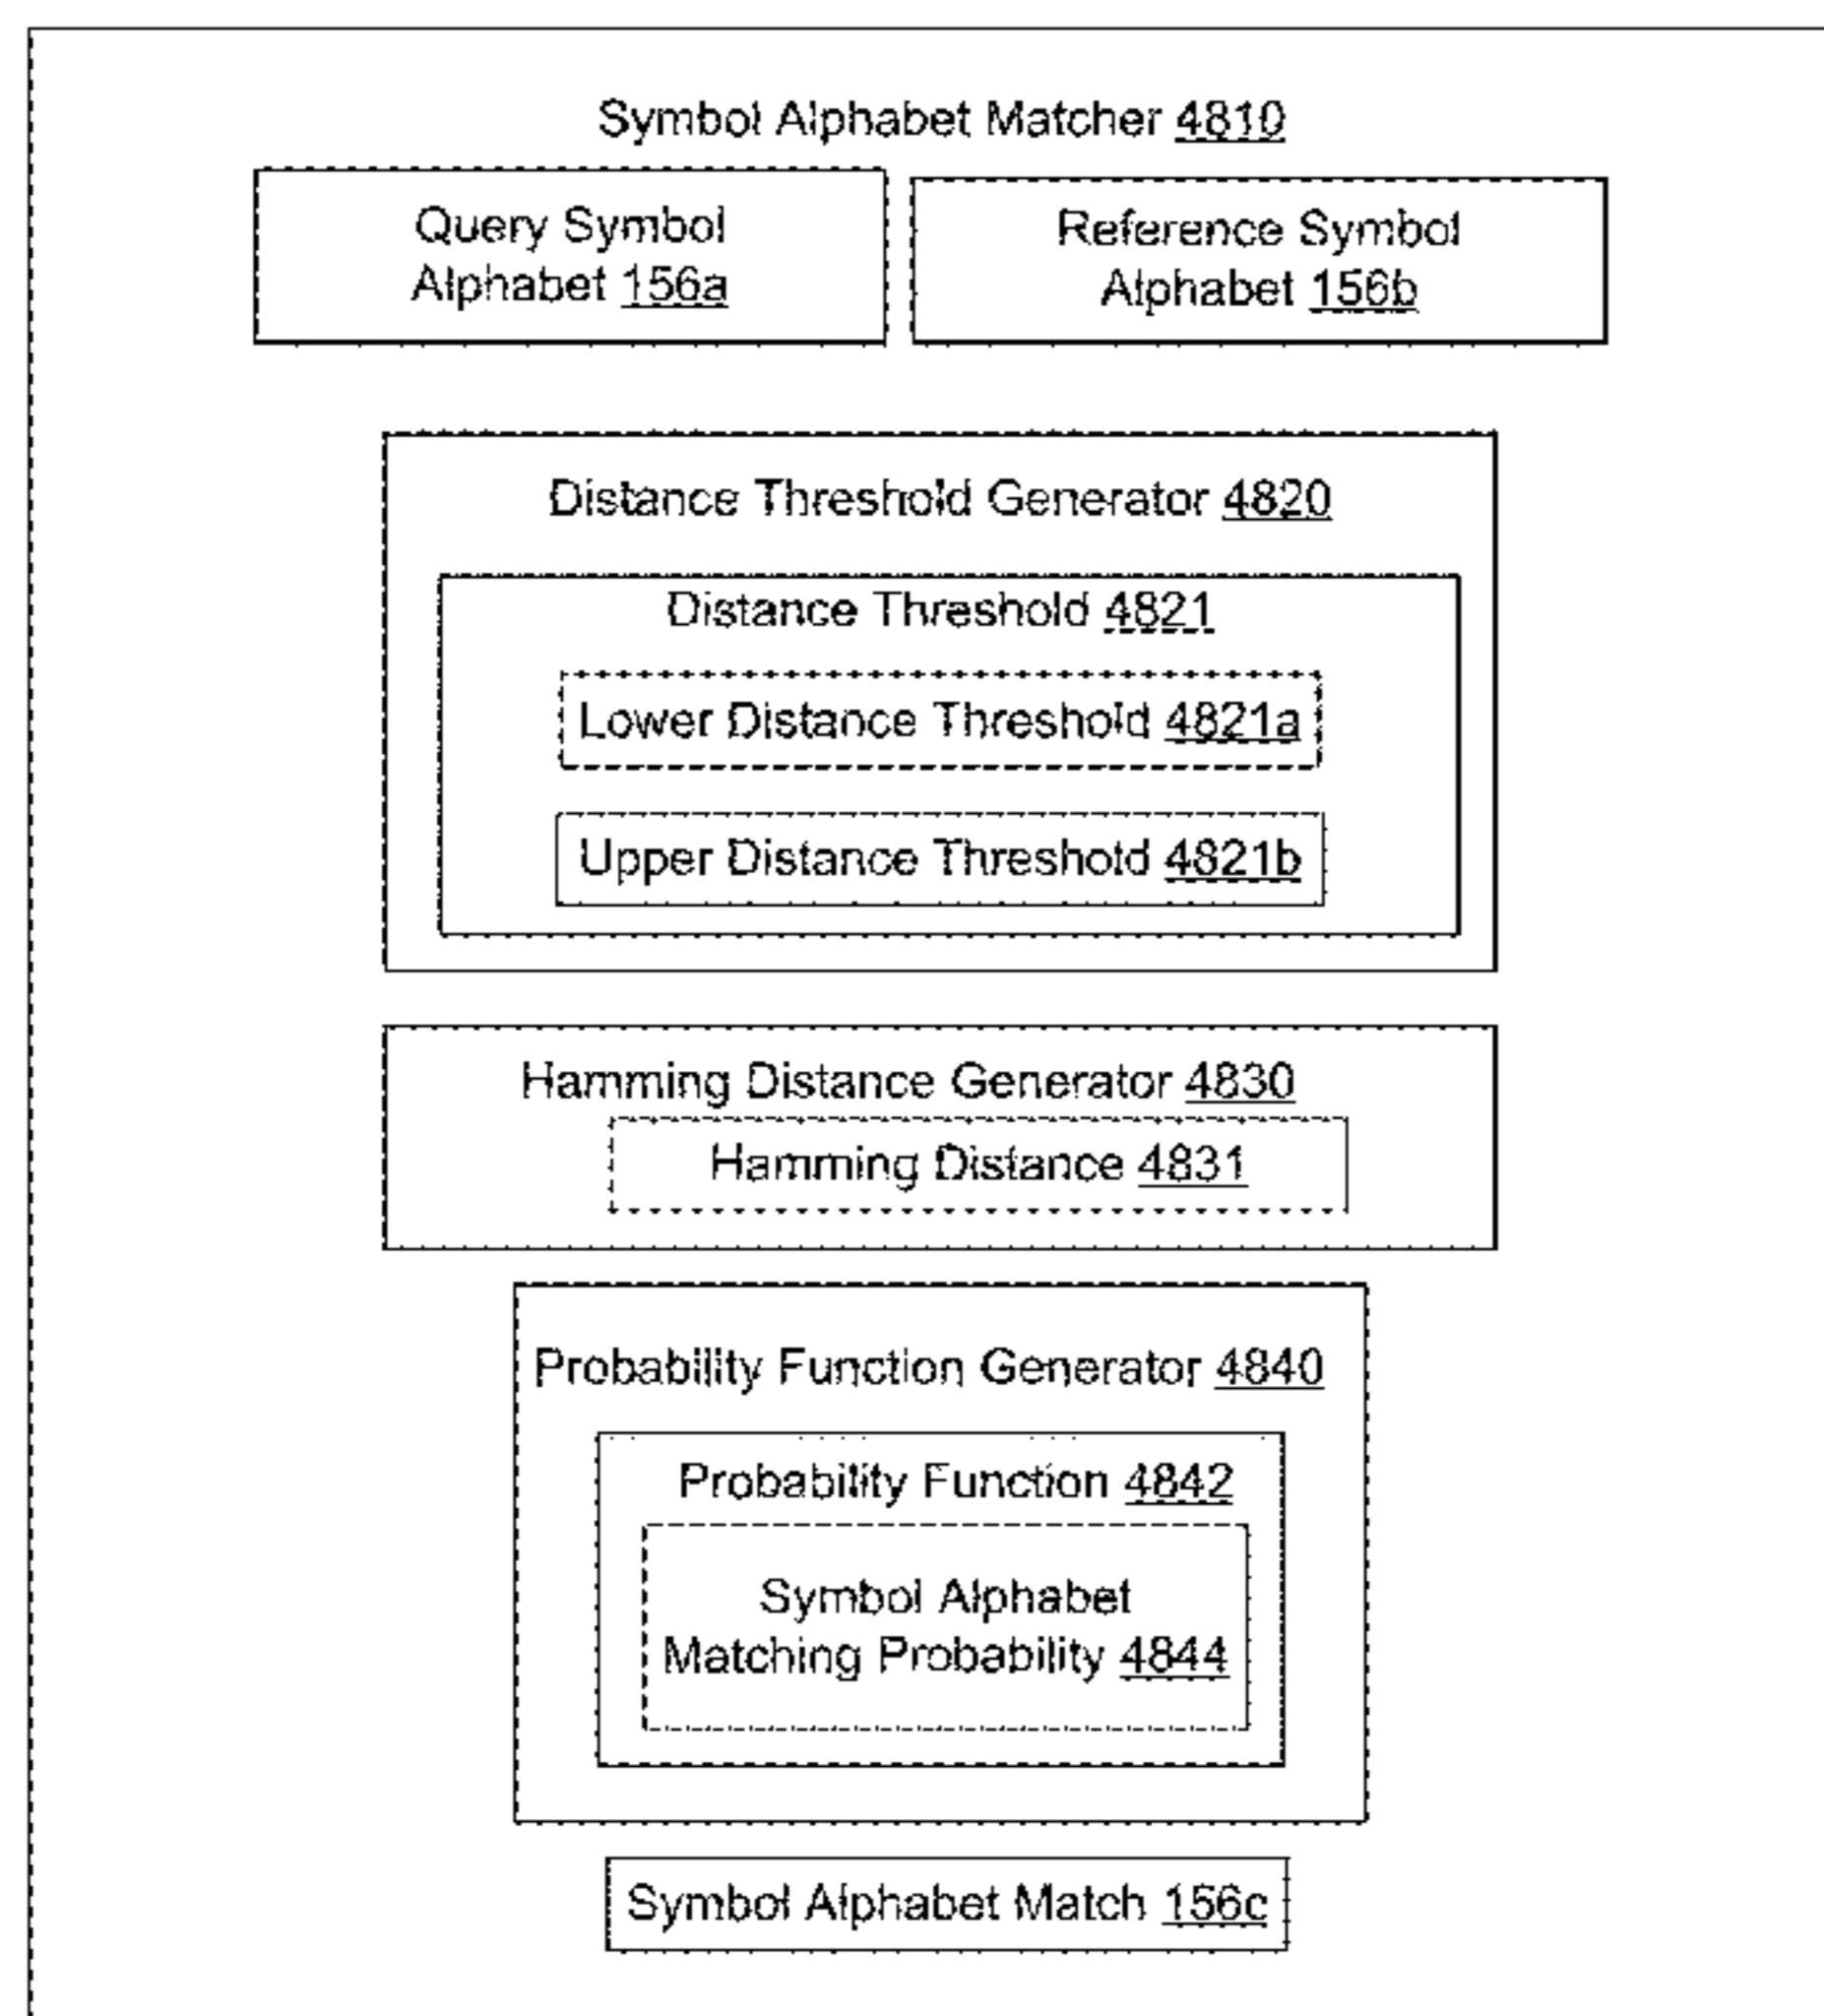 Symbol Alphabet Matcher 4810
Query Symbol
Alphabet 156a
Reference Symbol
Alphabet 156b
Distance Threshold Generator 4820
Distance Threshold 4821
Lower Distance Threshold 4821a
Upper Distance Threshold 4821b
Hamming Distance Generator 4830
Hamming Distance 4831
Probability Function Generator 4840
Probability Function 4842
Symbol Alphabet
Matching Probability 4844
Symbol Alphabet Match 156c